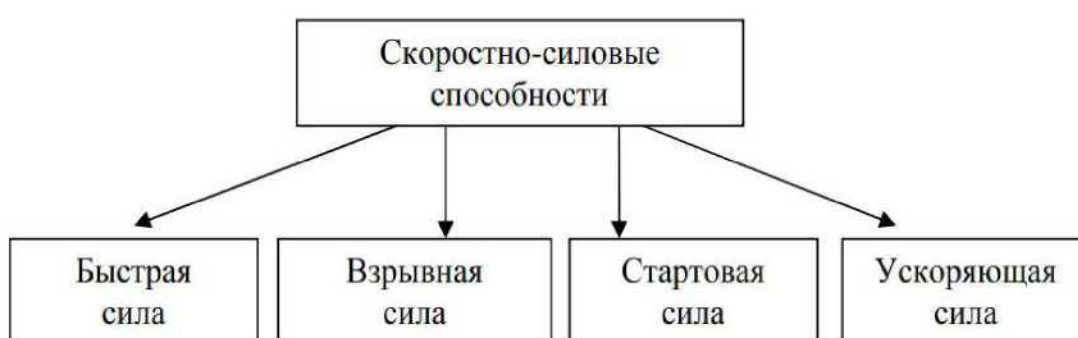 Скоростно-силовые
способности
Быстрая
сила
Взрывная
сила
Стартовая
сила
Ускоряющая
сила